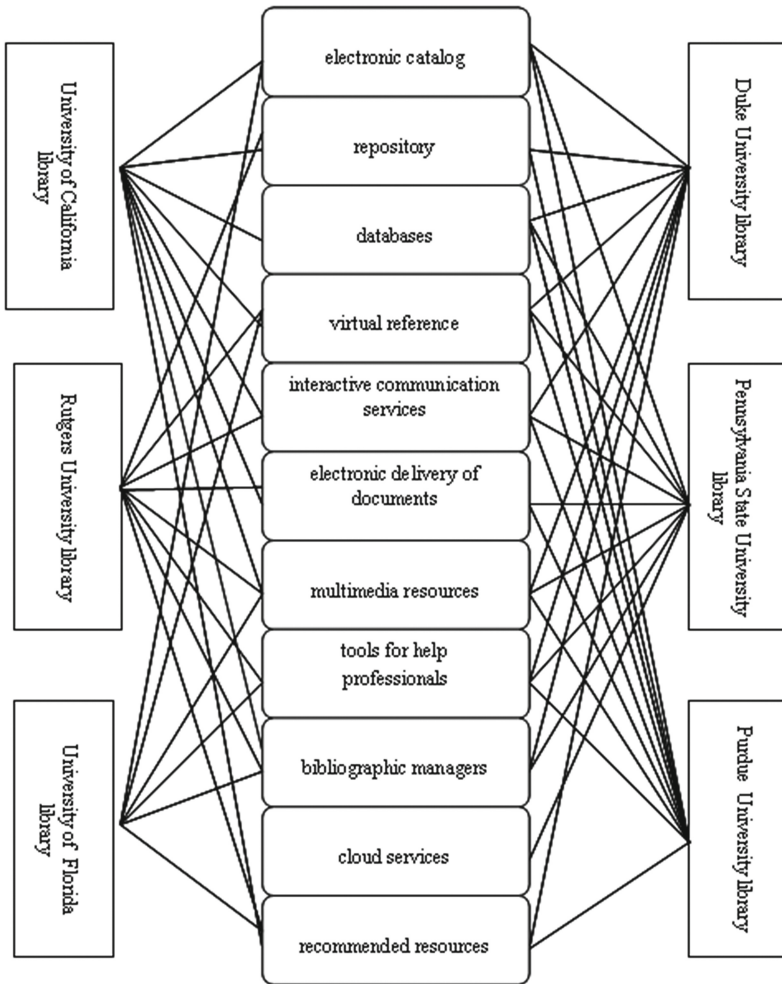 University of California
library
Rutgers University library
University of Florida
library
electronic catalog
repository
databases
virtual reference
interactive communication
services
electronic delivery of
documents
multimedia resources
tools for help
professionals
bibliographic managers
cloud services
recommended resources
Duke University library
Pennsylvania State University
library
Purdue University library